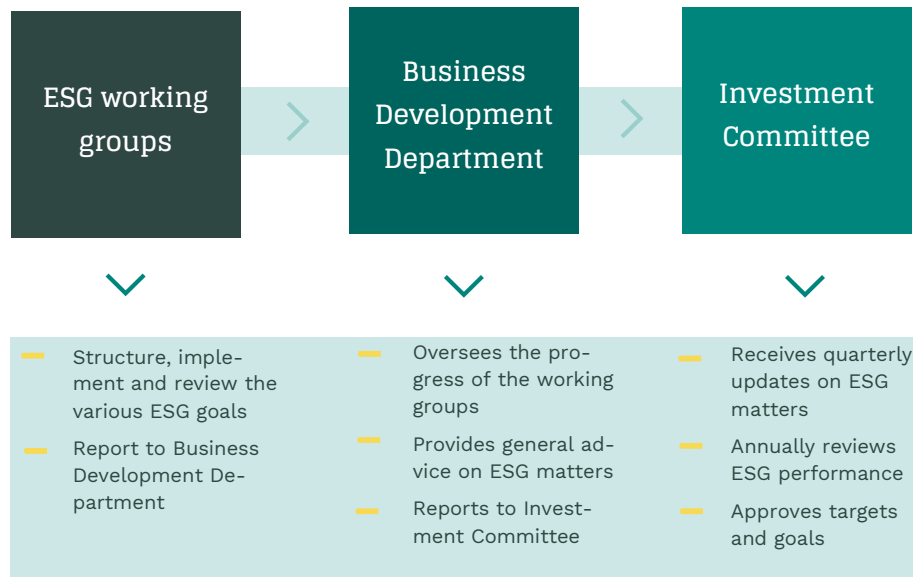 ESG working
groups
Business
Development
Department
Investment
Committee
Structure, imple-
ment and review the
various ESG goals
Report to Business
Development De-
partment
Oversees the pro-
gress of the working
groups
Provides general ad-
vice on ESG matters
Reports to Invest-
ment Committee
Receives quarterly
updates on ESG
matters
Annually reviews
ESG performance
Approves targets
and goals